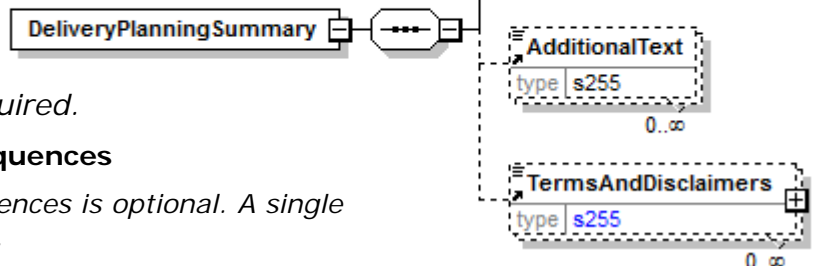 DeliveryPlanningSummary
AdditionalText
type s255
0..∞
uired.
quences
ences is optional. A single
TermsAndDisclaimers
type s255
0..∞